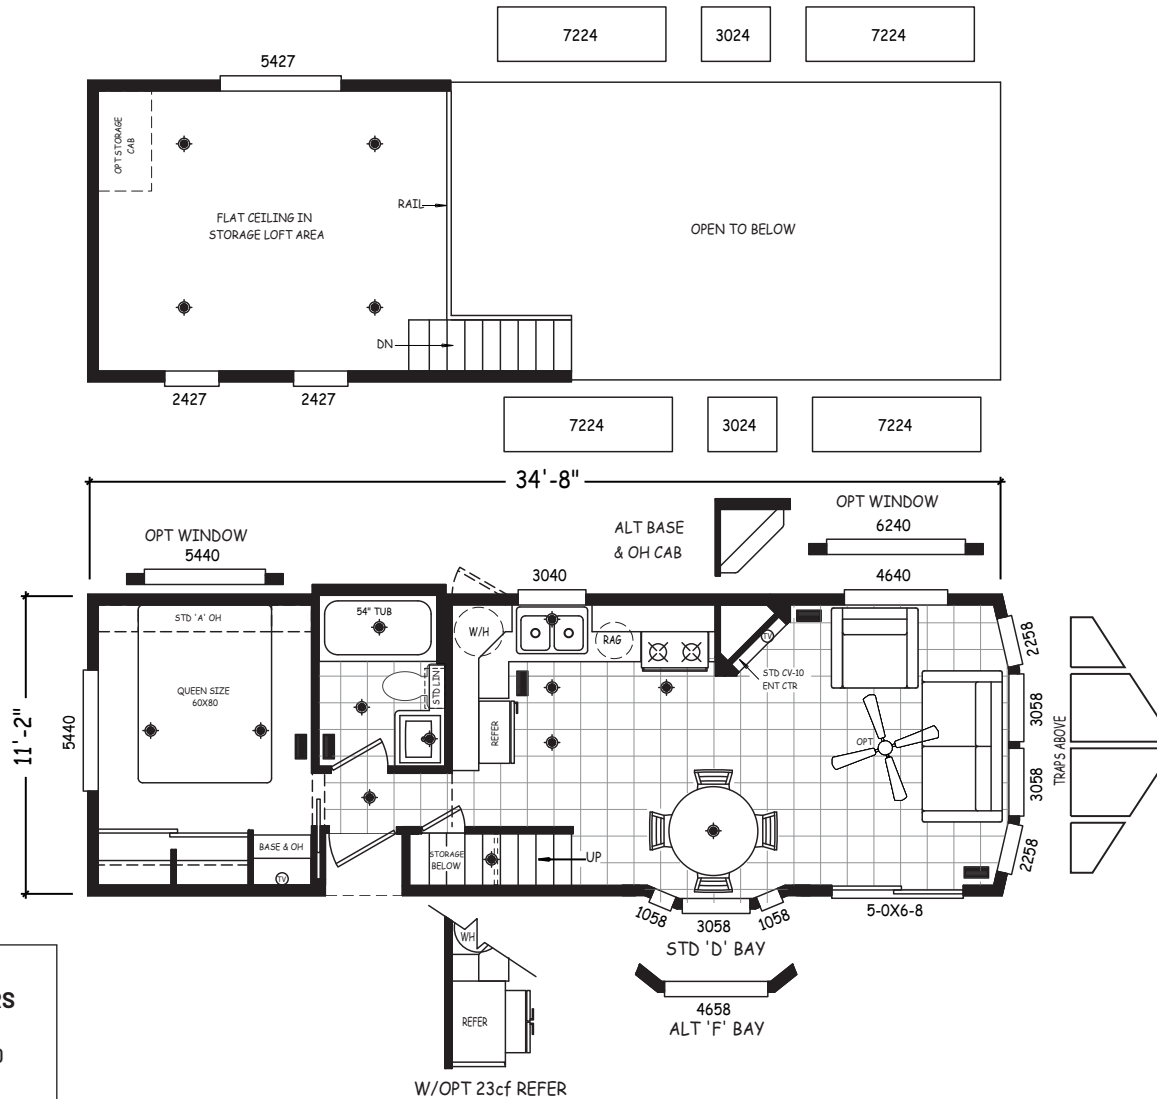 7224
3024
7224
5427
OPT STORAGE
CAB
RAIL
FLAT CEILING IN
STORAGE LOFT AREA
OPEN TO BELOW
DN
2427
2427
7224
3024
7224
34'-8"
OPT WINDOW
5440
ALT BASE
& OH CAB
OPT WINDOW
6240
3040
4640
STD 'A' OH
54" TUB
W/H
RAG
TV
STD CV-10
ENT CTR
2258
STD LIN
QUEEN SIZE
60X80
3058
11'-2"
5440
REFER
OPT
TRAPS ABOVE
3058
BASE & OH
TV
STORAGE
BELOW
UP
2258
1058
3058
1058
5-0X6-8
STD 'D' BAY
WH
4658
ALT 'F' BAY
REFER
W/OPT 23cf REFER
RS